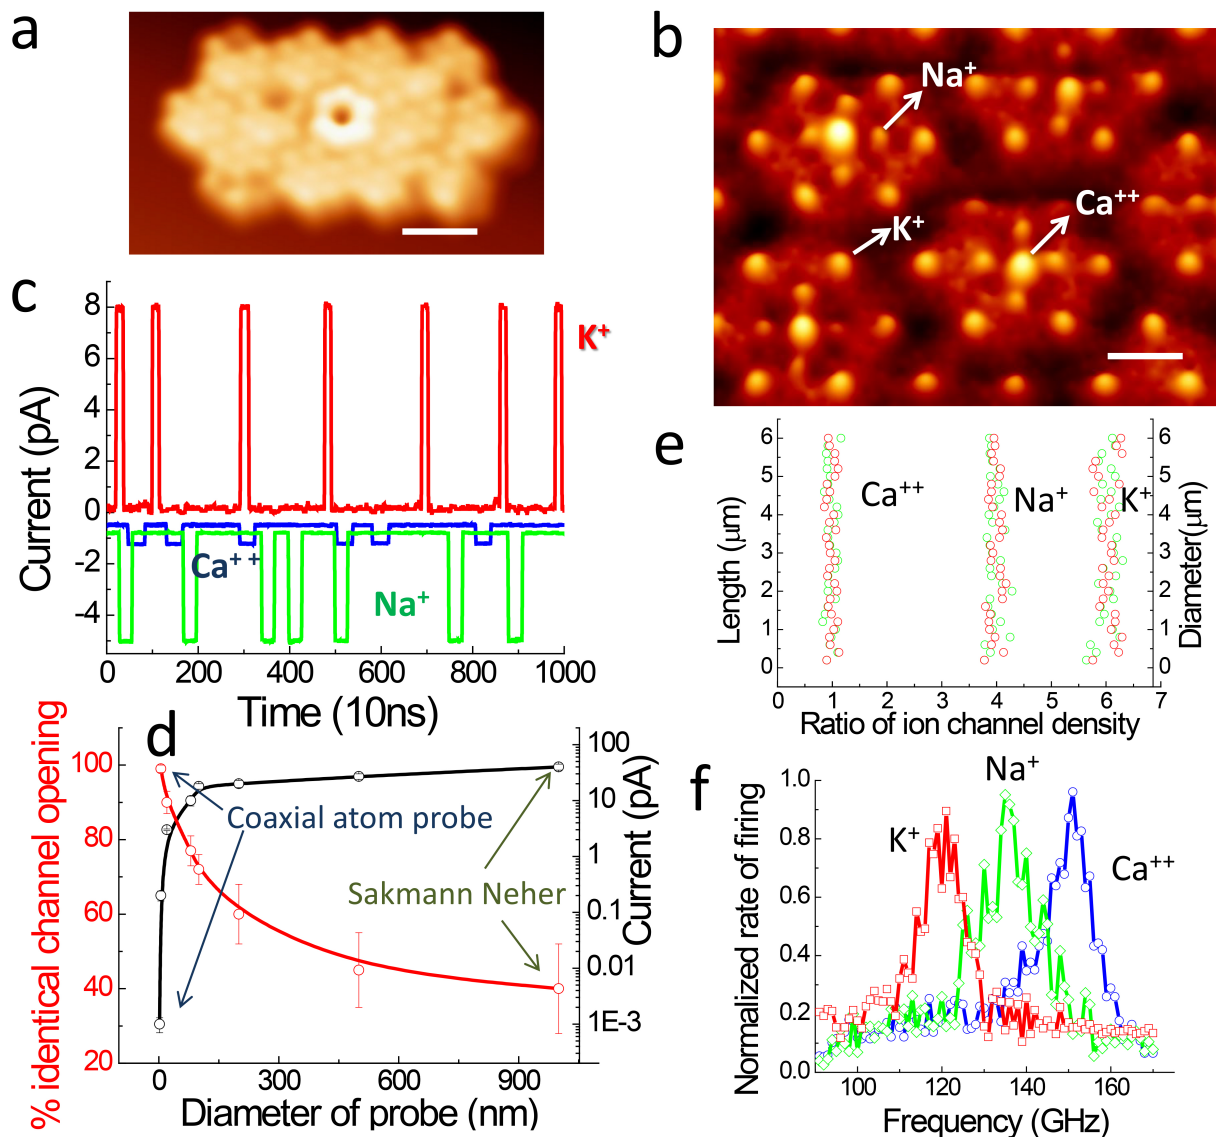 a
b
Na+
Ca++
K+
c
8
6
4
2
0
-2
-4
Current (pA)
K+
Ca++
Na+
0
200
400
600
800
1000
Time (10ns)
e
6
5
4
3
2
1
0
Length (μm)
Ca++
Na+
K+
6
5
4
3
2
1
0
Diameter(μm)
0
1
2
3
4
5
6
7
Ratio of ion channel density
d
% identical channel opening
100
80
60
40
20
Coaxial atom probe
Sakmann Neher
100
10
1
0.1
0.01
1E-3
Current (pA)
0
300
600
900
Diameter of probe (nm)
f
Normalized rate of firing
1.0
0.8
0.6
0.4
0.2
0.0
K+
Na+
Ca++
100
120
140
160
Frequency (GHz)